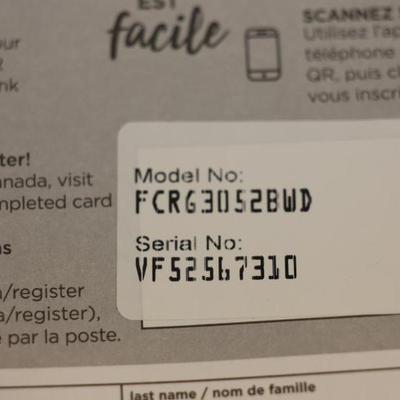 EST
facile
SCANNEZ
Utilisez l'ap
téléphone
QR, puis c
vous inscri
our
nk
ter!
anada, visit
mpleted card
Model No:
FCRG3052BWD
Serial No:
VF52567310
ns
a/register
a/register),
e par la poste.
last name / nom de famille